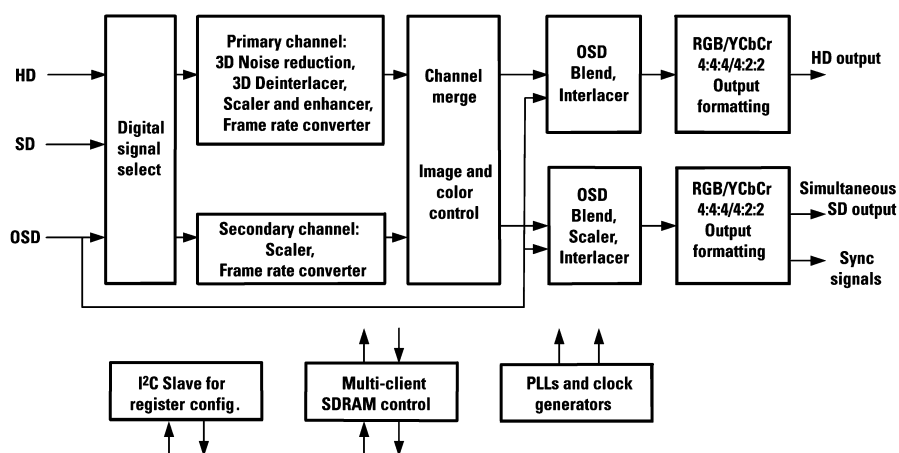 HD
SD
OSD
Digital
signal
select
Primary channel:
3D Noise reduction,
3D Deinterlacer,
Scaler and enhancer,
Frame rate converter
Secondary channel:
Scaler,
Frame rate converter
Channel
merge
Image and
color
control
OSD
Blend,
Interlacer
RGB/YCbCr
4:4:4/4:2:2
Output
formatting
HD output
OSD
Blend,
Scaler,
Interlacer
RGB/YCbCr
4:4:4/4:2:2
Output
formatting
Simultaneous
SD output
Sync
signals
I²C Slave for
register config.
Multi-client
SDRAM control
PLLs and clock
generators